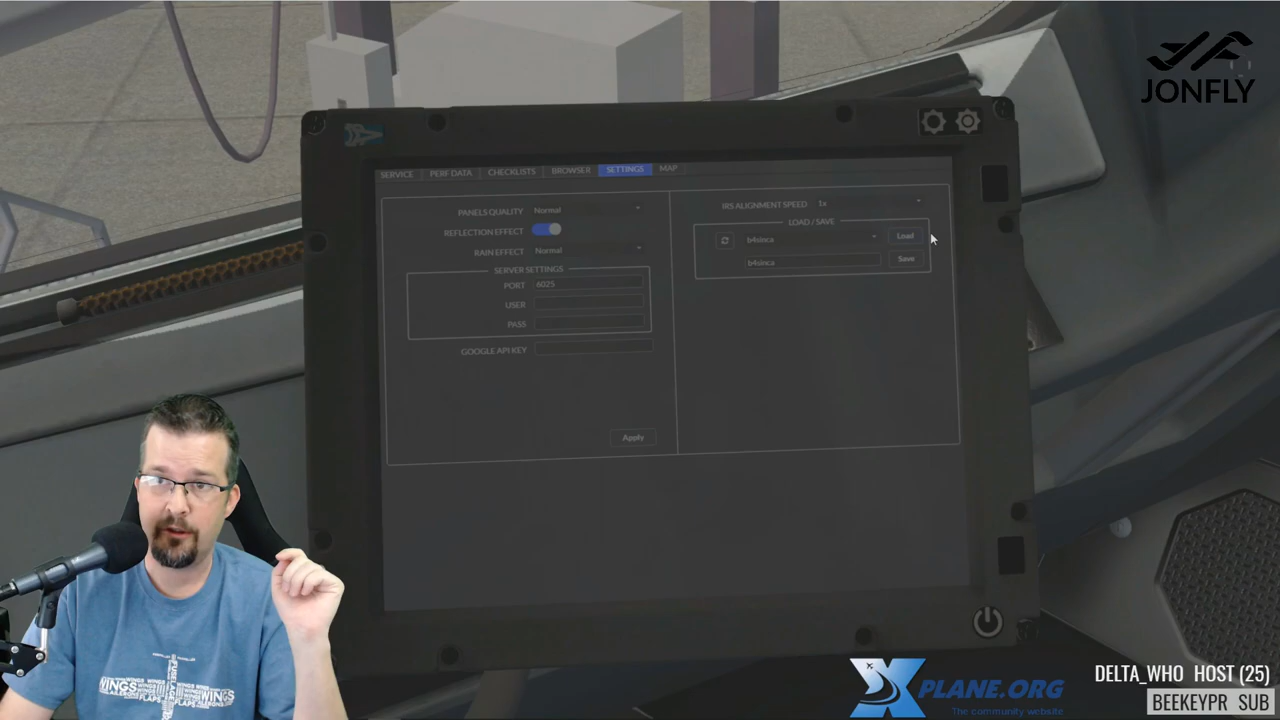 JONFLY
SERVICE PERF DATA CHECKLISTS BROWSER SETTINGS MAP
PANELS QUALITY Normal
REFLECTION EFFECT
RAIN EFFECT Normal
SERVER SETTINGS
PORT 6025
USER
PASS
GOOGLE API KEY
Apply
IRS ALIGNMENT SPEED 1x
LOAD / SAVE
b4sinca Load
b4sinca Save
WINGS WINGS
FLAPS FLAPS
X PLANE.ORG
The community website
DELTA_WHO HOST (25)
BEEKEYPR SUB